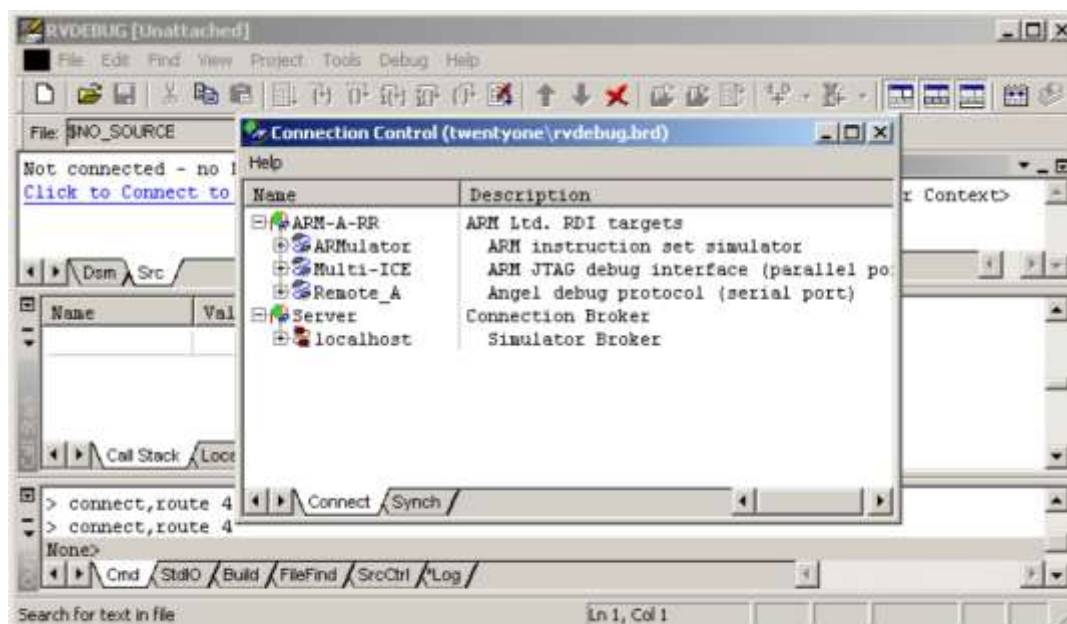 RVDEBUG [Unattached]
File Edit Find View Project Tools Debug Help
File: $NO_SOURCE
Not connected - no
Click to Connect to
r Context>
Dsm Src
Name Val
Call Stack Loca
Connection Control (twentyone\rvdebug.brd)
Help
Name Description
ARM-A-RR ARM Ltd. RDI targets
ARMulator ARM instruction set simulator
Multi-ICE ARM JTAG debug interface (parallel po
Remote_A Angel debug protocol (serial port)
Server Connection Broker
localhost Simulator Broker
Connect Synch
> connect,route 4
> connect,route 4
None>
Cmd StdIO Build FileFind SrcCtrl *Log
Search for text in file Ln 1, Col 1